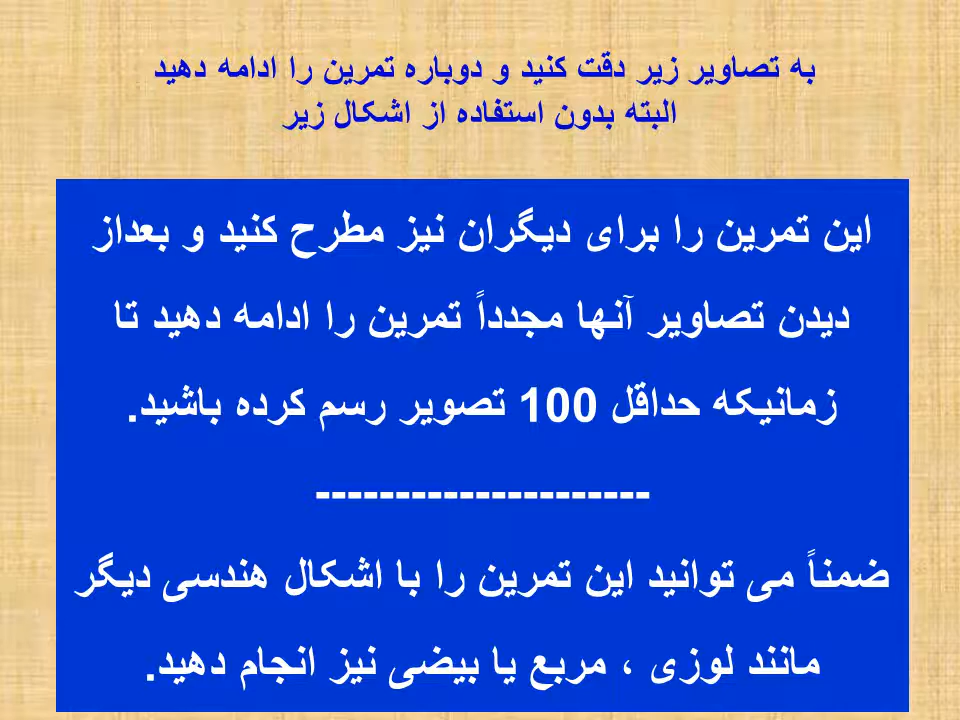 به تصاویر زیر دقت کنید و دوباره تمرین را ادامه دهید
البته بدون استفاده از اشکال زیر
این تمرین را برای دیگران نیز مطرح کنید و بعداز
دیدن تصاویر آنها مجدداً تمرین را ادامه دهید تا
زمانیکه حداقل 100 تصویر رسم کرده باشید.
---------------------
ضمناً می توانید این تمرین را با اشکال هندسی دیگر
مانند لوزی ، مربع یا بیضی نیز انجام دهید.